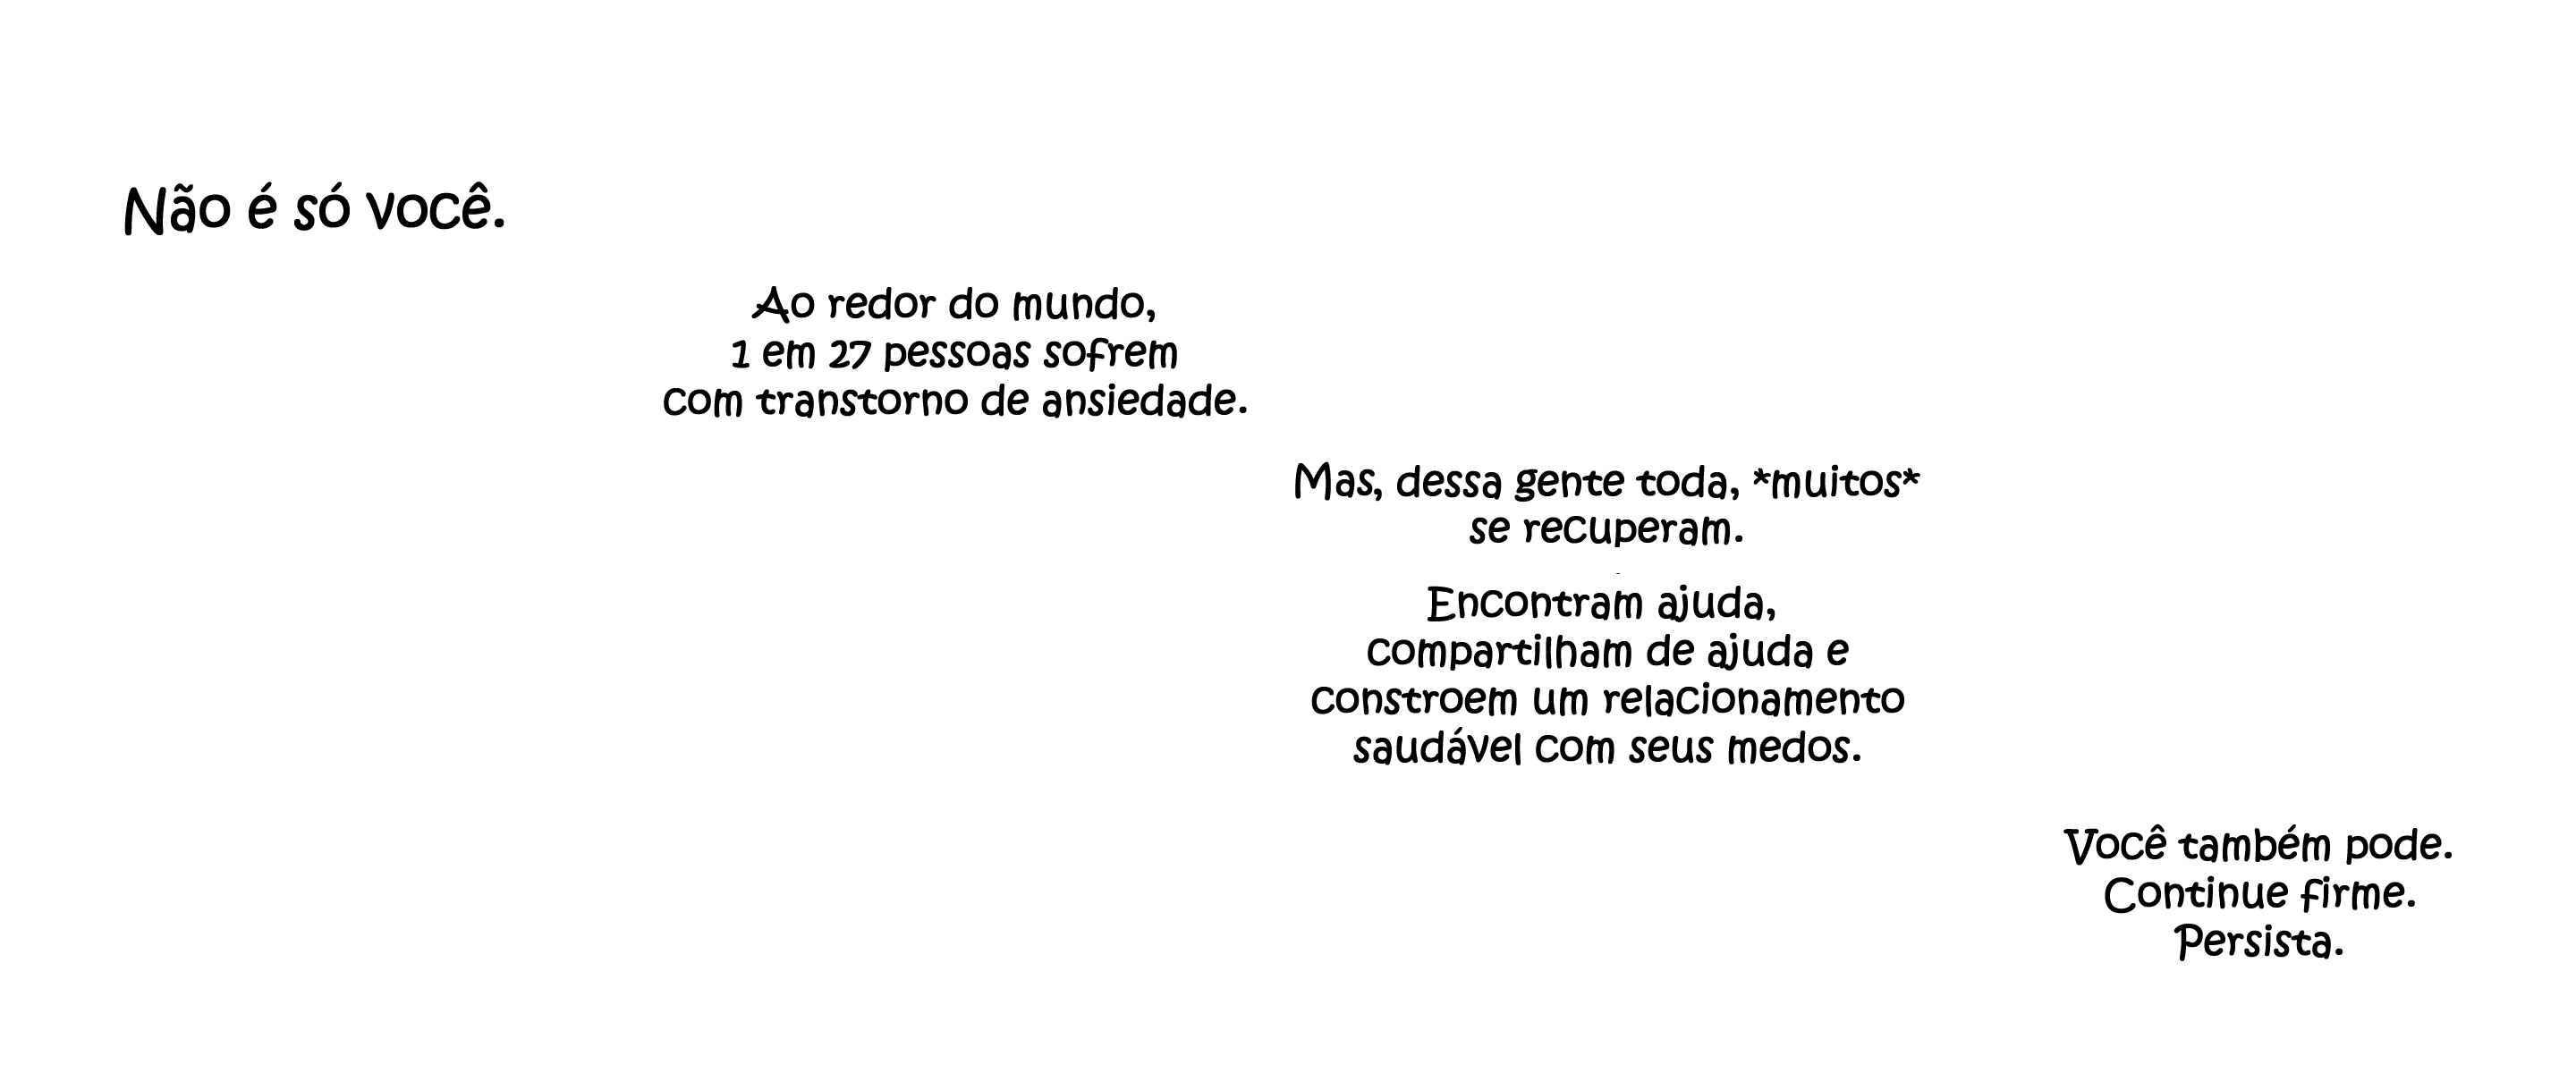 Não é só você.
Ao redor do mundo,
1 em 27 pessoas sofrem
com transtorno de ansiedade.
Mas, dessa gente toda, *muitos*
se recuperam.
Encontram ajuda,
compartilham de ajuda e
constroem um relacionamento
saudável com seus medos.
Você também pode.
Continue firme.
Persista.